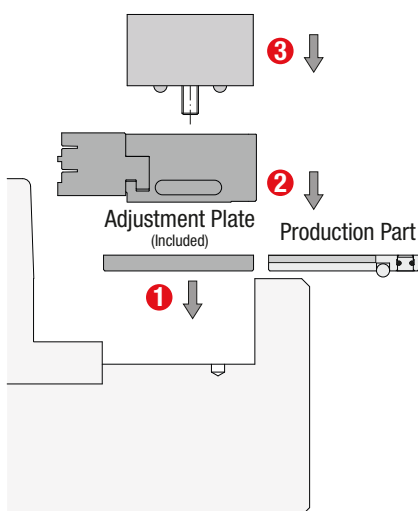 3
2
Adjustment Plate
(Included)
Production Part
1